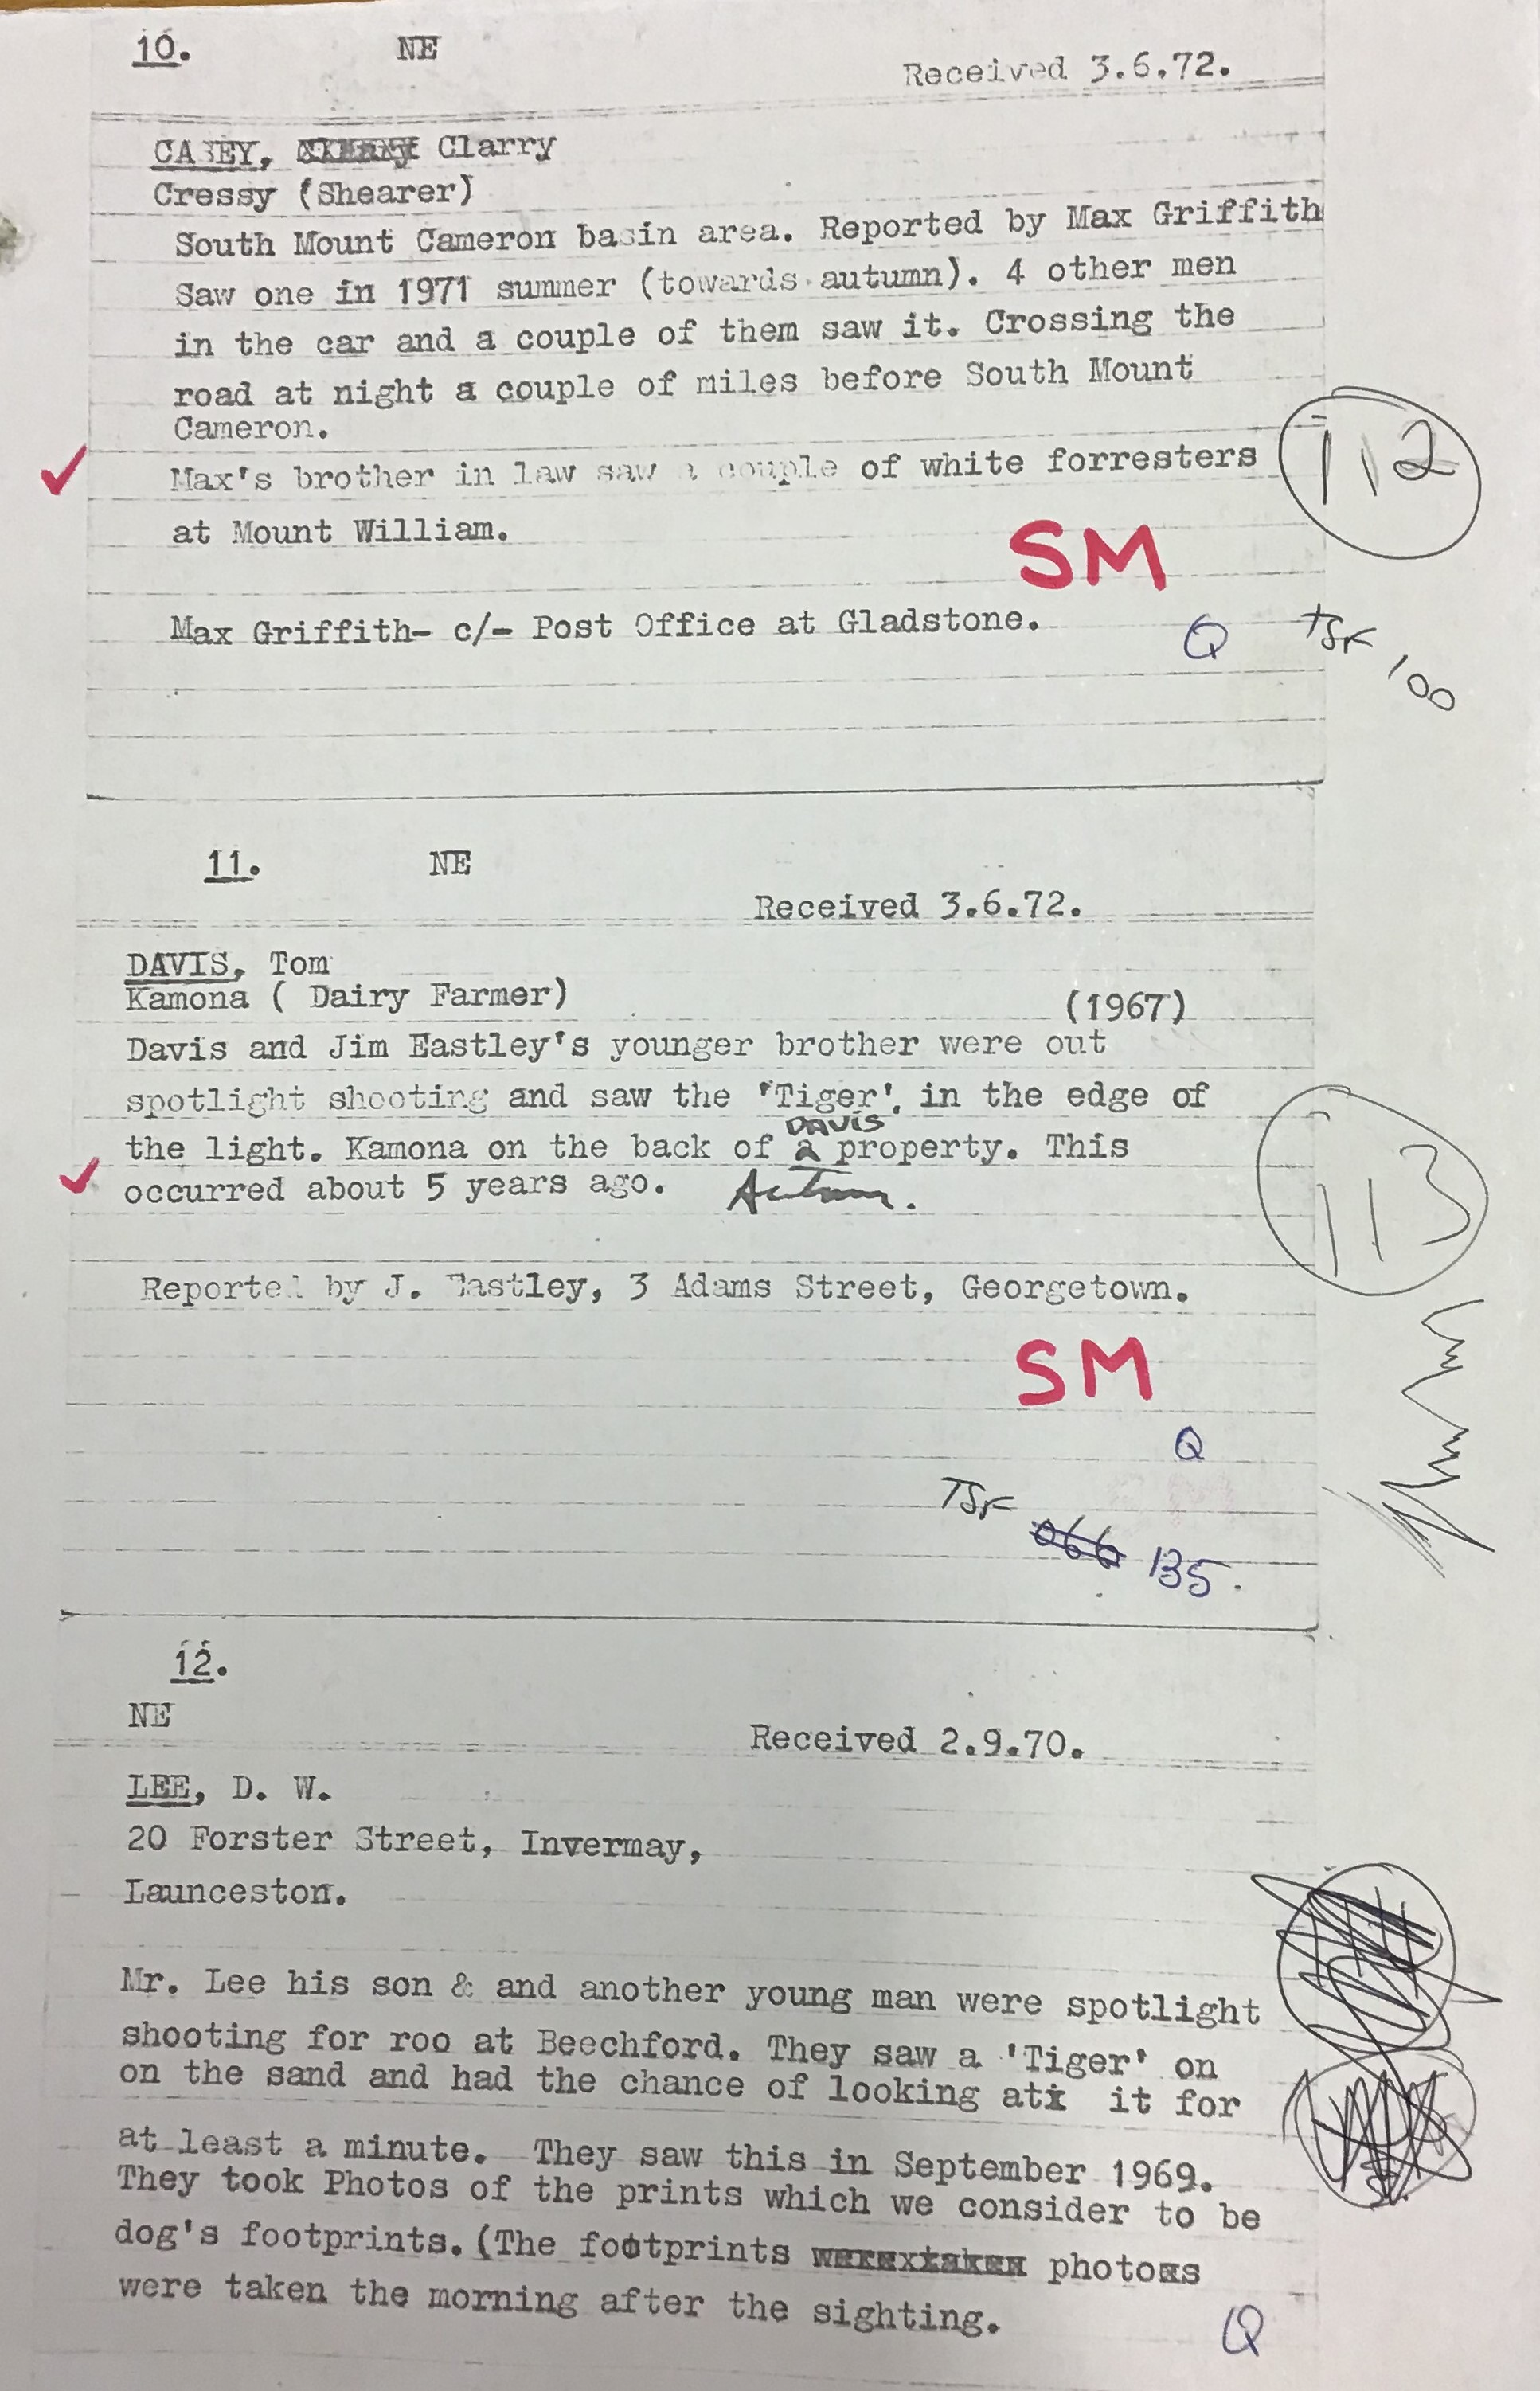 10. NE
Received 3.6.72.
CASEY, Clarry
Cressy (Shearer)
South Mount Cameron basin area. Reported by Max Griffith
Saw one in 1971 summer (towards autumn). 4 other men
in the car and a couple of them saw it. Crossing the
road at night a couple of miles before South Mount
Cameron.
Max's brother in law saw a couple of white forresters
at Mount William.
112
SM
Max Griffith- c/- Post Office at Gladstone.
Q
TSF 100
11. NE
Received 3.6.72.
DAVIS, Tom
Kamona ( Dairy Farmer)
(1967)
Davis and Jim Eastley's younger brother were out
spotlight shooting and saw the 'Tiger'. in the edge of
DAVIS
the light. Kamona on the back of a property. This
occurred about 5 years ago. Autumn.
113
Reported by J. Eastley, 3 Adams Street, Georgetown.
SM
Q
TSF
066 135.
12.
NE
Received 2.9.70.
LEE, D. W.
20 Forster Street, Invermay,
Launceston.
Mr. Lee his son & and another young man were spotlight
shooting for roo at Beechford. They saw a 'Tiger' on
on the sand and had the chance of looking at it for
at least a minute. They saw this in September 1969.
They took Photos of the prints which we consider to be
dog's footprints. (The footprints were taken photos
were taken the morning after the sighting.
Q